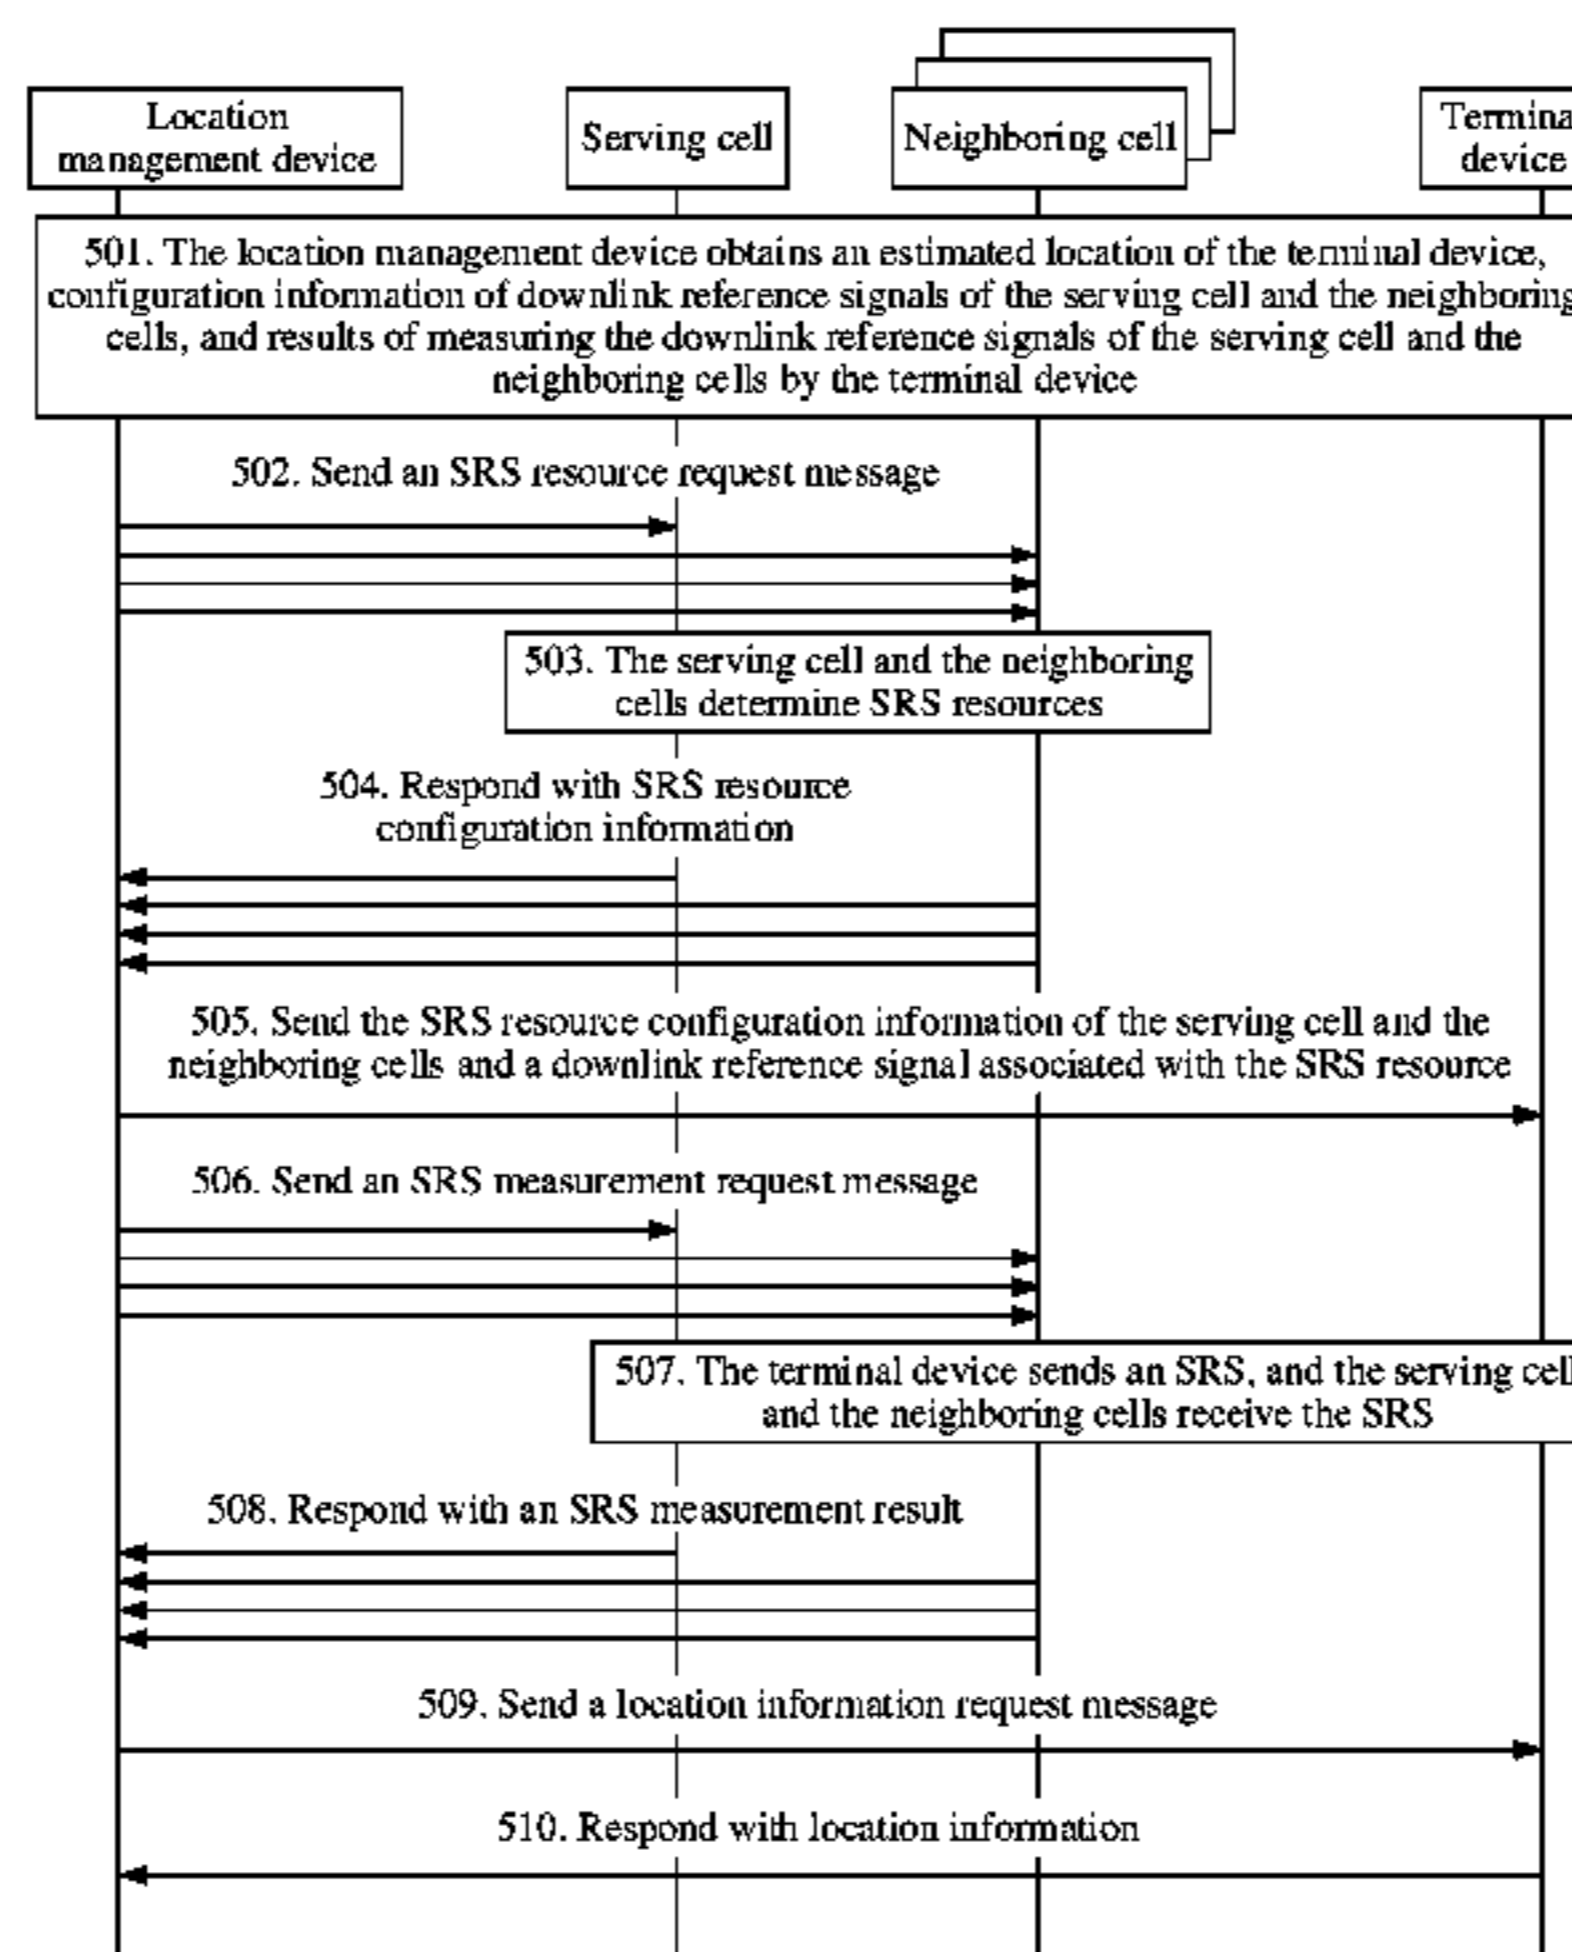 Location
management device
Serving cell
Neighboring cell
Termina
device
501. The location management device obtains an estimated location of the terminal device,
configuration information of downlink reference signals of the serving cell and the neighboring
cells, and results of measuring the downlink reference signals of the serving cell and the
neighboring cells by the terminal device
502. Send an SRS resource request message
503. The serving cell and the neighboring
cells determine SRS resources
504. Respond with SRS resource
configuration information
505. Send the SRS resource configuration information of the serving cell and the
neighboring cells and a downlink reference signal associated with the SRS resource
506. Send an SRS measurement request message
507. The terminal device sends an SRS, and the serving cell
and the neighboring cells receive the SRS
508. Respond with an SRS measurement result
509. Send a location information request message
510. Respond with location information